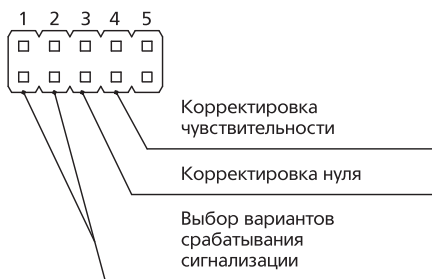 1 2 3 4 5
Корректировка
чувствительности
Корректировка нуля
Выбор вариантов
срабатывания
сигнализации